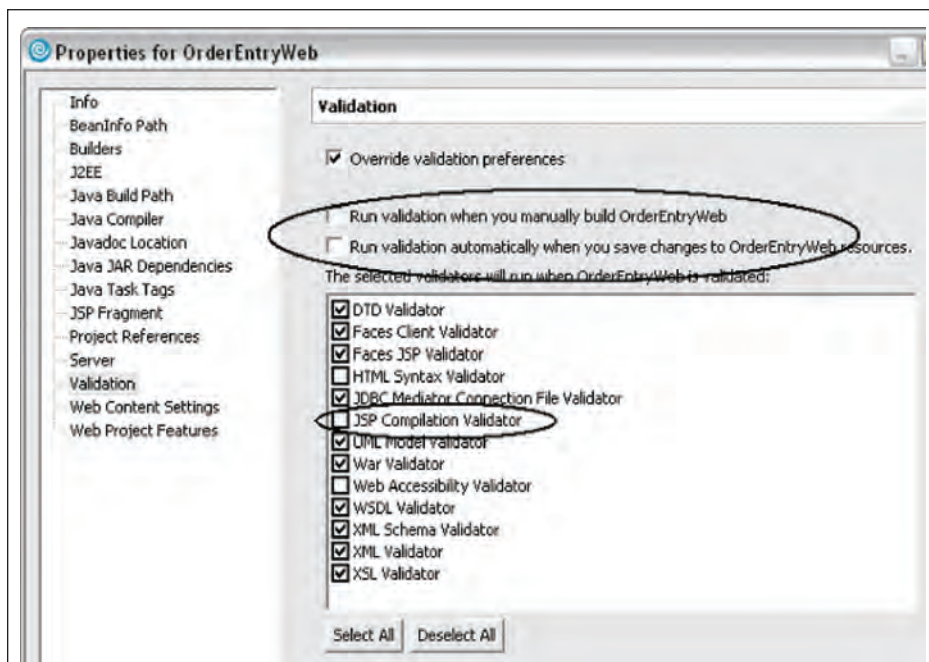 Properties for OrderEntryWeb
Info
BeanInfo Path
Builders
J2EE
Java Build Path
Java Compiler
Javadoc Location
Java JAR Dependencies
Java Task Tags
JSP Fragment
Project References
Server
Validation
Web Content Settings
Web Project Features
Validation
Override validation preferences
Run validation when you manually build OrderEntryWeb
Run validation automatically when you save changes to OrderEntryWeb resources.
The selected validators will run when OrderEntryWeb is validated:
DTD Validator
Faces Client Validator
Faces JSP Validator
HTML Syntax Validator
JDBC Mediator Connection File Validator
JSP Compilation Validator
UML Model Validator
War Validator
Web Accessibility Validator
WSDL Validator
XML Schema Validator
XML Validator
XSL Validator
Select All Deselect All